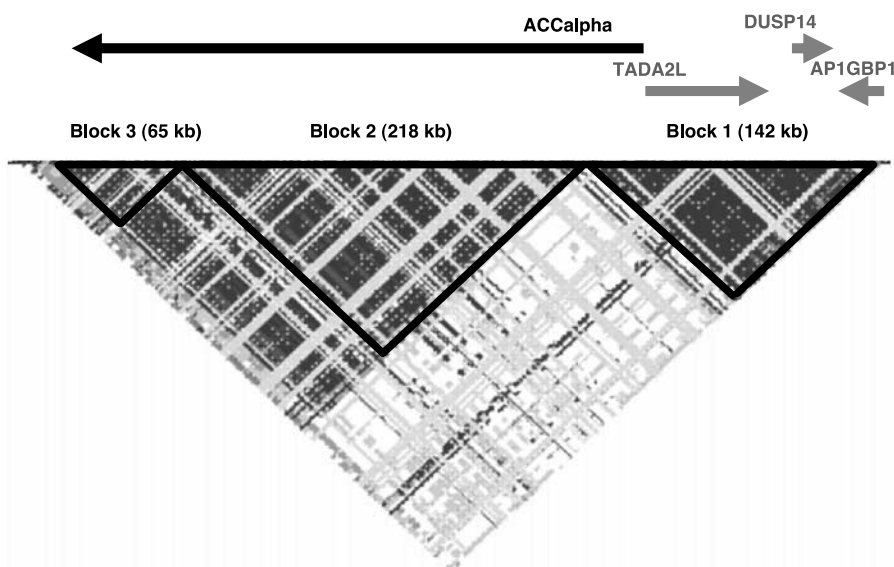 DUSP14
ACCalpha
TADA2L
AP1GBP1
Block 3 (65 kb)
Block 2 (218 kb)
Block 1 (142 kb)